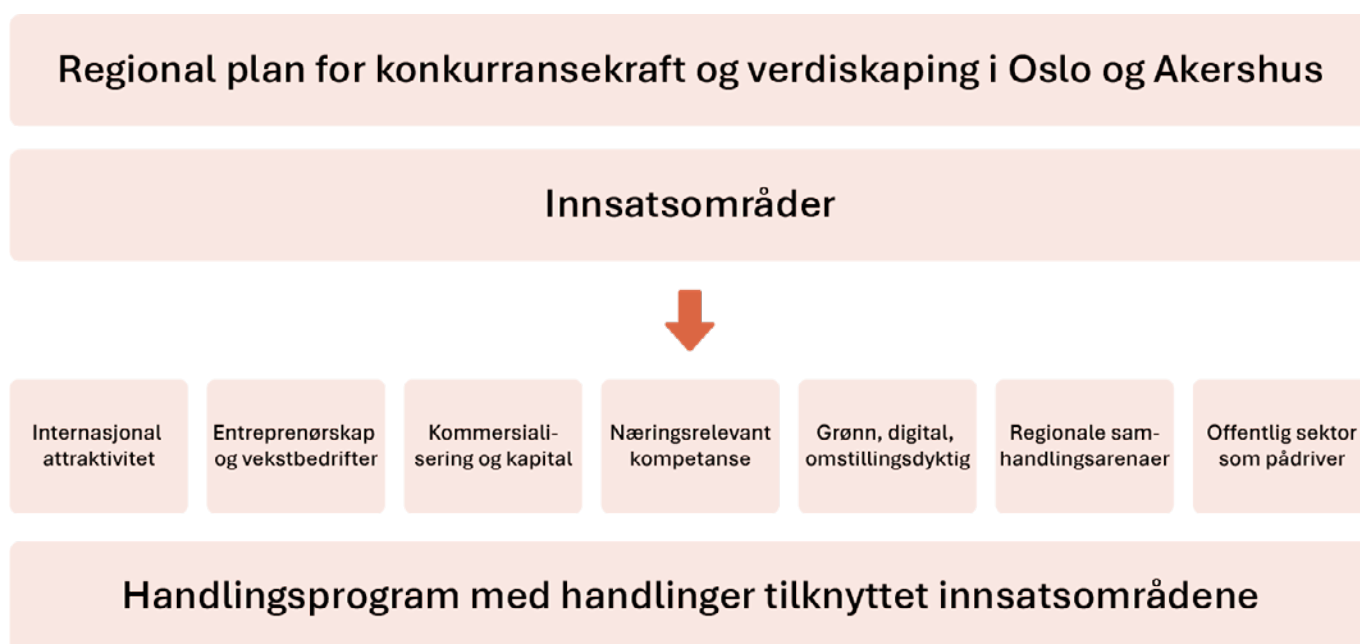 Regional plan for konkurransekraft og verdiskaping i Oslo og Akershus
Innsatsområder
Internasjonal
attraktivitet
Entreprenørskap
og vekstbedrifter
Kommersiali-
sering og kapital
Næringsrelevant
kompetanse
Grønn, digital,
omstillingsdyktig
Regionale sam-
handlingsarenaer
Offentlig sektor
som pådriver
Handlingsprogram med handlinger tilknyttet innsatsområdene